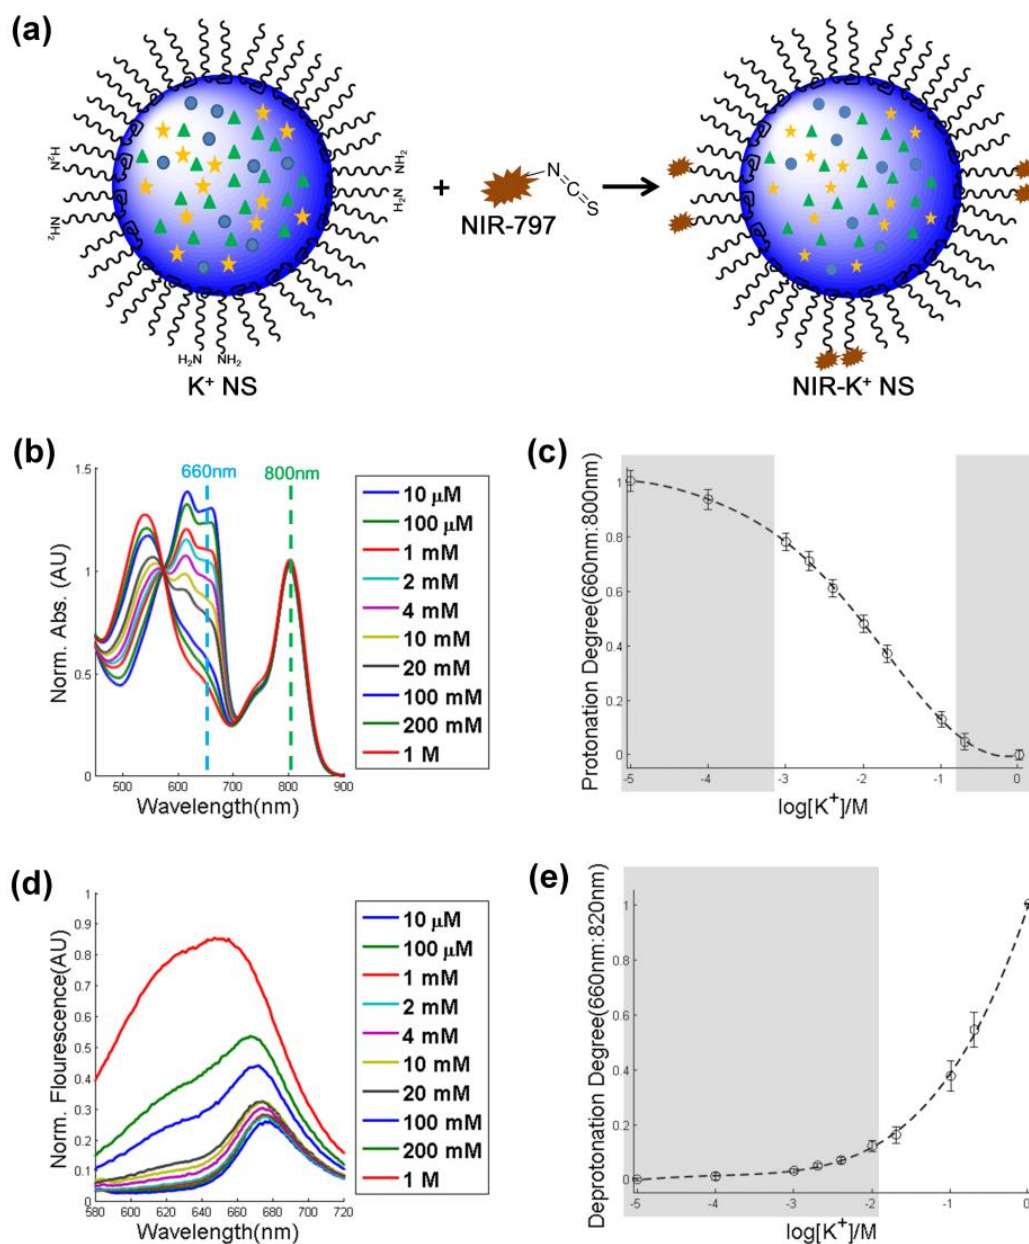 (a)
H₂N
NH₂
H₂N
H₂N
H₂N NH₂
K⁺ NS
+
N=C=S
NIR-797
NIR-K⁺ NS
(b)
660nm 800nm
1.5
1
0.5
0
Norm. Abs. (AU)
500 600 700 800 900
Wavelength(nm)
10 μM
100 μM
1 mM
2 mM
4 mM
10 mM
20 mM
100 mM
200 mM
1 M
(c)
Protonation Degree(660nm:800nm)
1
0.8
0.6
0.4
0.2
0
-5 -4 -3 -2 -1 0
log[K⁺]/M
(d)
Norm. Flourescence(AU)
1
0.9
0.8
0.7
0.6
0.5
0.4
0.3
0.2
0.1
0
580 600 620 640 660 680 700 720
Wavelength(nm)
10 μM
100 μM
1 mM
2 mM
4 mM
10 mM
20 mM
100 mM
200 mM
1 M
(e)
Deprotonation Degree(660nm:820nm)
1
0.8
0.6
0.4
0.2
0
-5 -4 -3 -2 -1 0
log[K⁺]/M